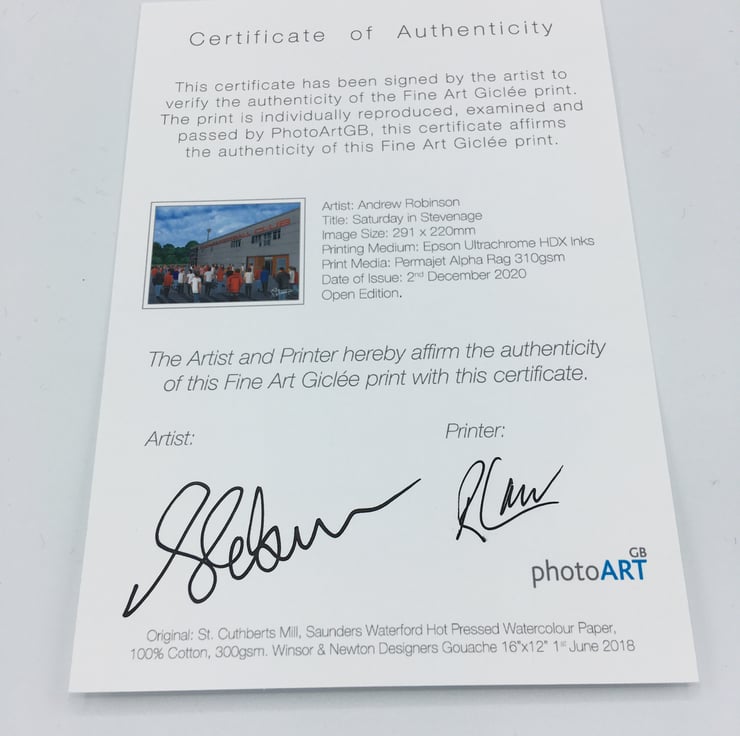 Certificate of Authenticity
This certificate has been signed by the artist to
verify the authenticity of the Fine Art Giclée print.
The print is individually reproduced, examined and
passed by PhotoArtGB, this certificate affirms
the authenticity of this Fine Art Giclée print.
Artist: Andrew Robinson
Title: Saturday in Stevenage
Image Size: 291 x 220mm
Printing Medium: Epson Ultrachrome HDX Inks
Print Media: Permajet Alpha Rag 310gsm
Date of Issue: 2nd December 2020
Open Edition.
The Artist and Printer hereby affirm the authenticity
of this Fine Art Giclée print with this certificate.
Artist:
Printer:
photoARTGB
Original: St. Cuthberts Mill, Saunders Waterford Hot Pressed Watercolour Paper,
100% Cotton, 300gsm. Winsor & Newton Designers Gouache 16"x12" 1st June 2018